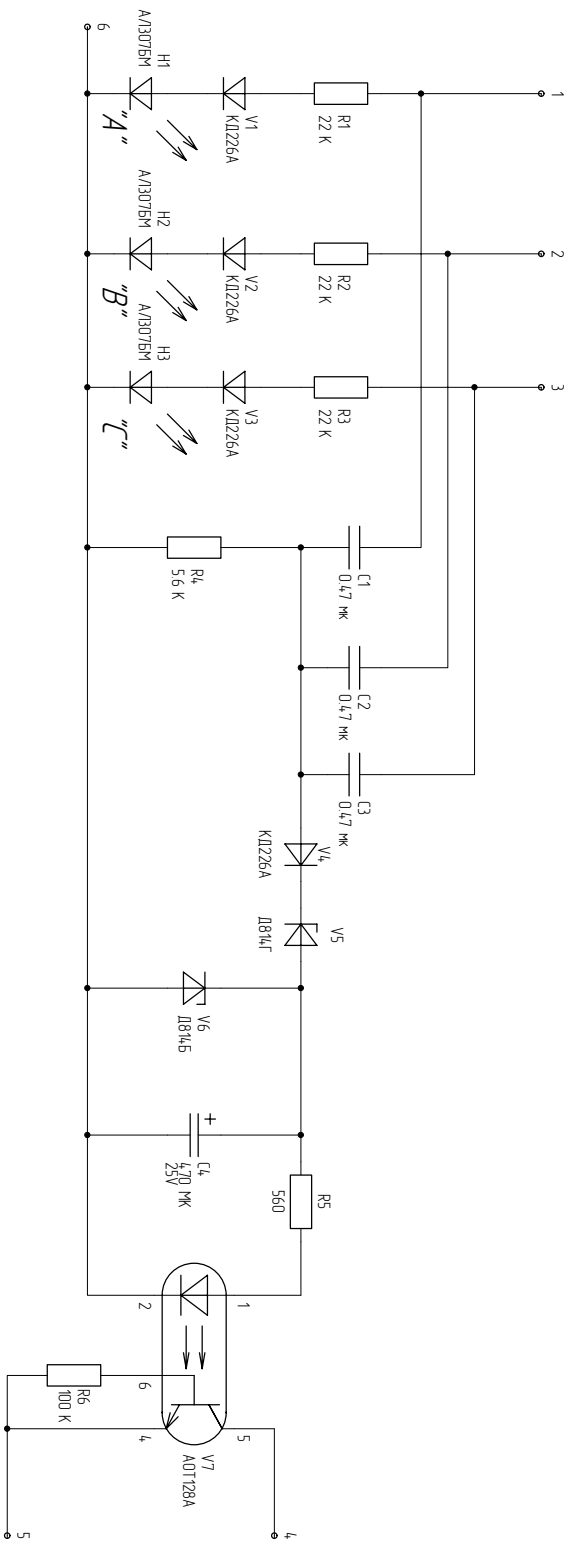 1
2
3
R1
22 K
R2
22 K
R3
22 K
C1
0.47 мк
C2
0.47 мк
C3
0.47 мк
V5
V4
Д814Г
КД226А
R5
560
4
V1
КД226А
V2
КД226А
V3
КД226А
R4
5.6 K
V6
Д814Б
C4
+
470 МК
25V
1
2
5
6
4
V7
АОТ128А
H1
АЛ307БМ
"A"
H2
АЛ307БМ
"B"
H3
АЛ307БМ
"C"
R6
100 K
6
5